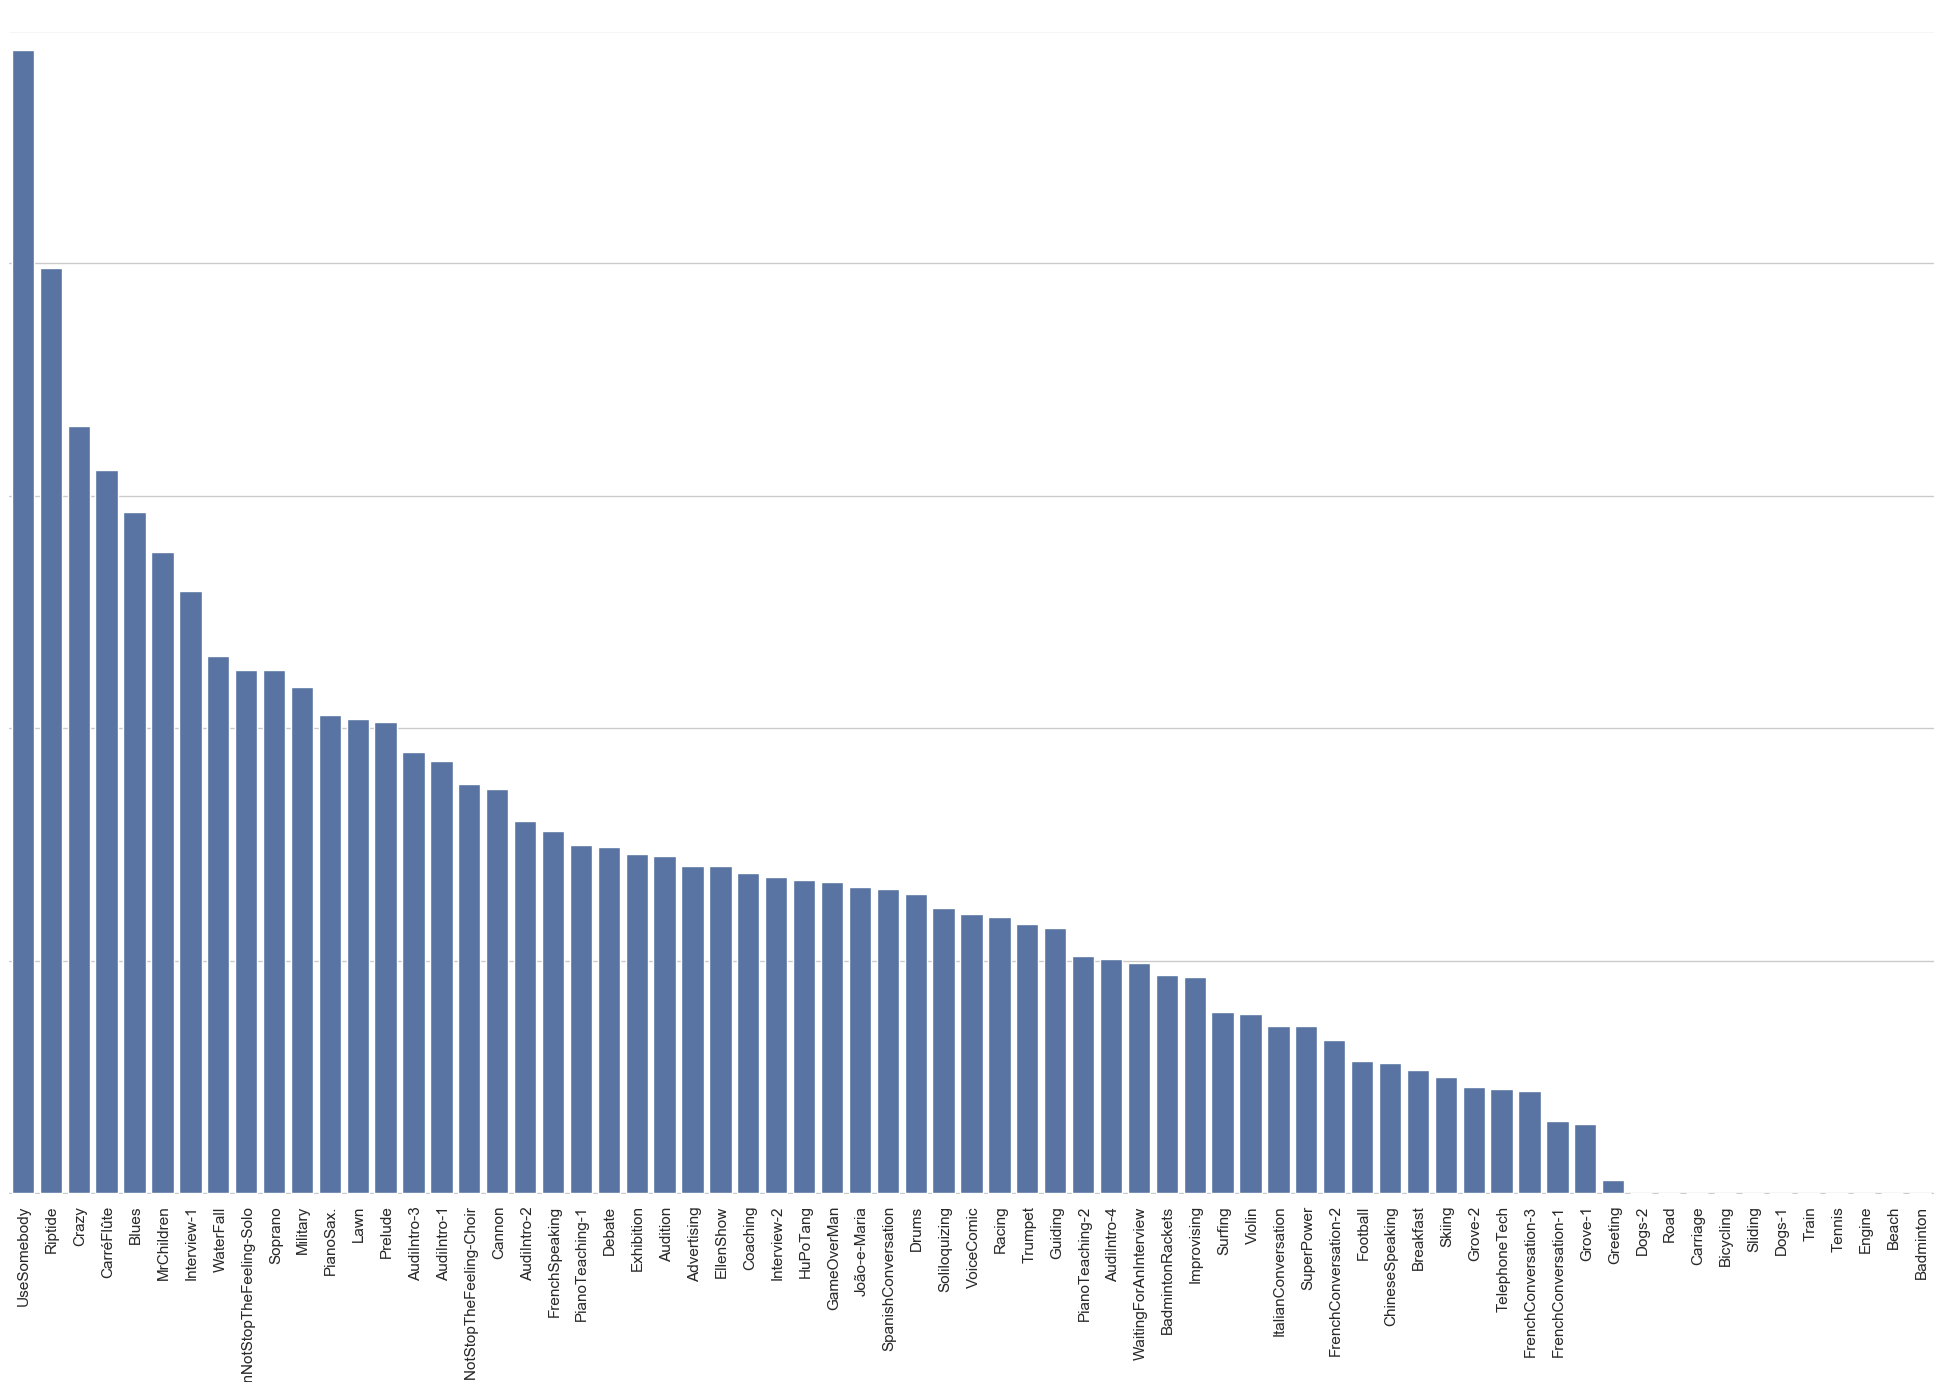 UseSomebody
Riptide
Crazy
CarréFlûte
Blues
MrChildren
Interview-1
WaterFall
nNotStopTheFeeling-Solo
Soprano
Military
PianoSax.
Lawn
Prelude
AudiIntro-3
AudiIntro-1
NotStopTheFeeling-Choir
Cannon
AudiIntro-2
FrenchSpeaking
PianoTeaching-1
Debate
Exhibition
Audition
Advertising
EllenShow
Coaching
Interview-2
HuPoTang
GameOverMan
João-e-Maria
SpanishConversation
Drums
Soliloquizing
VoiceComic
Racing
Trumpet
Guiding
PianoTeaching-2
AudiIntro-4
WaitingForAnInterview
BadmintonRackets
Improvising
Surfing
Violin
ItalianConversation
SuperPower
FrenchConversation-2
Football
ChineseSpeaking
Breakfast
Skiing
Grove-2
TelephoneTech
FrenchConversation-3
FrenchConversation-1
Grove-1
Greeting
Dogs-2
Road
Carriage
Bicycling
Sliding
Dogs-1
Train
Tennis
Engine
Beach
Badminton